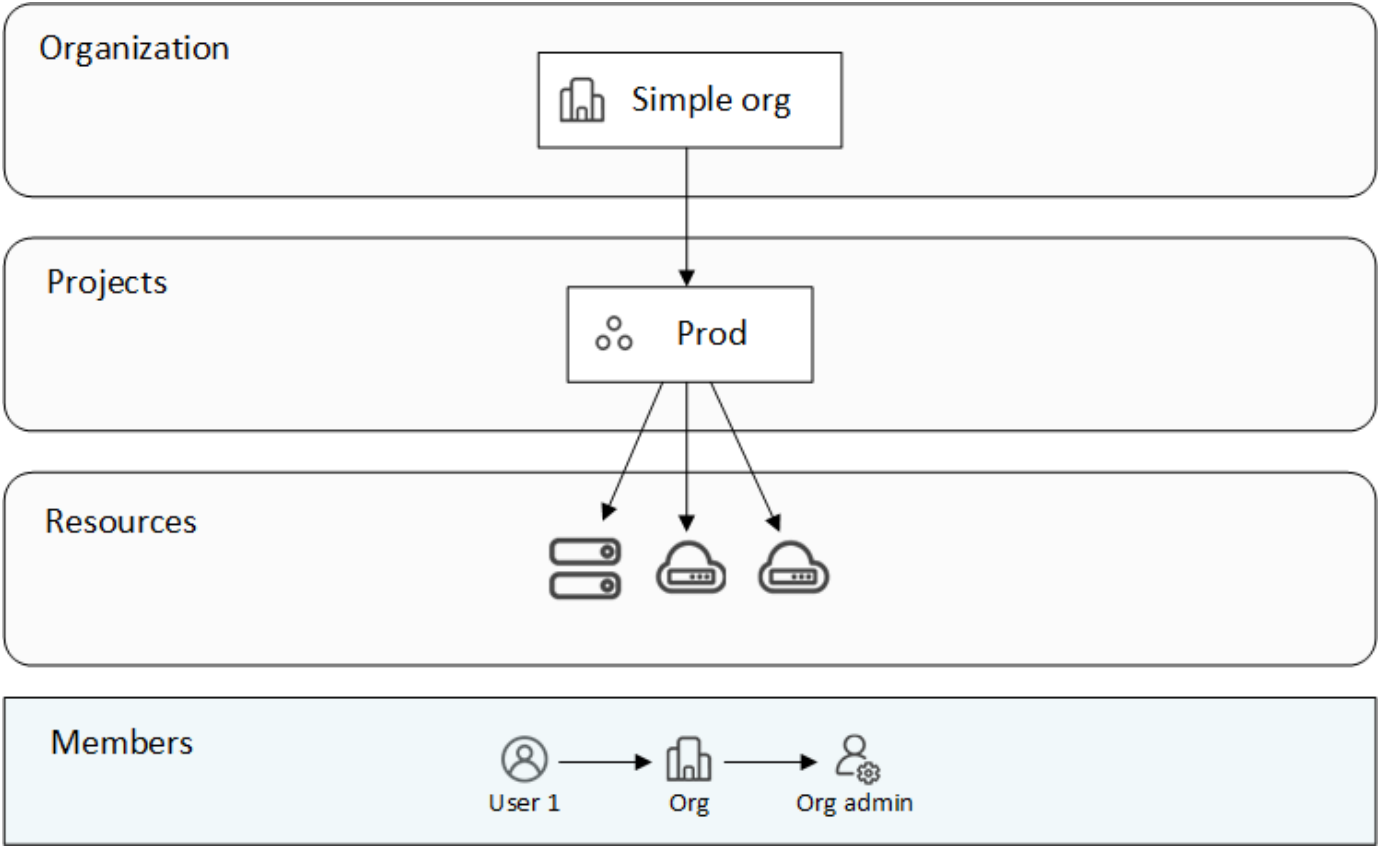 Organization
Simple org
Projects
Prod
Resources
Members
User 1
Org
Org admin